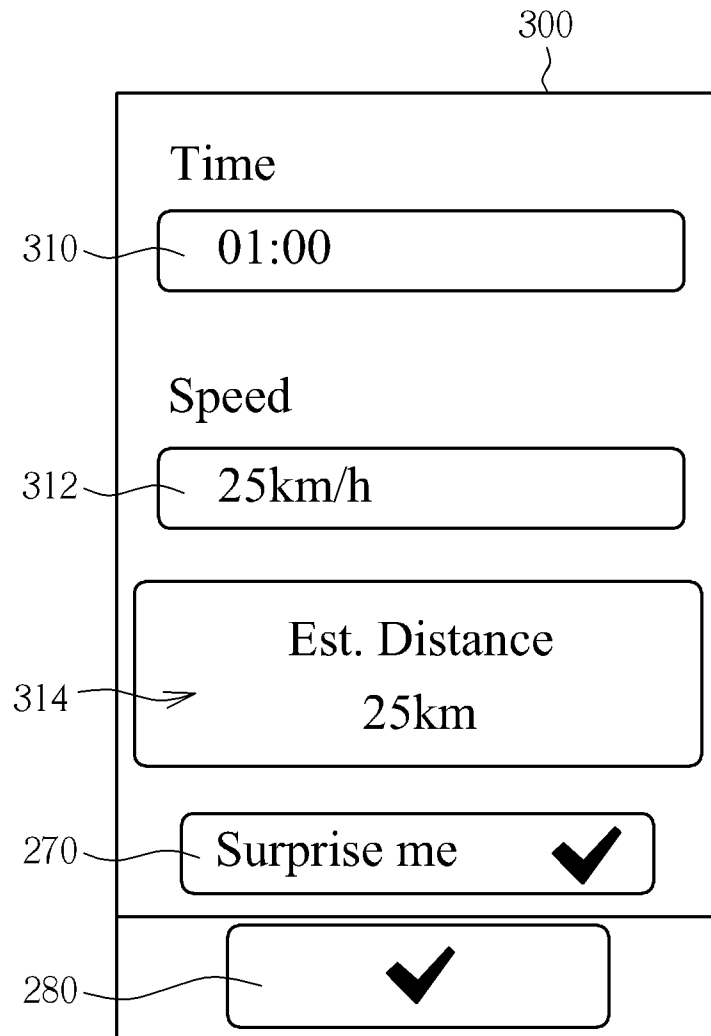 300
Time
310
01:00
Speed
312
25km/h
Est. Distance
314
25km
270
Surprise me
280